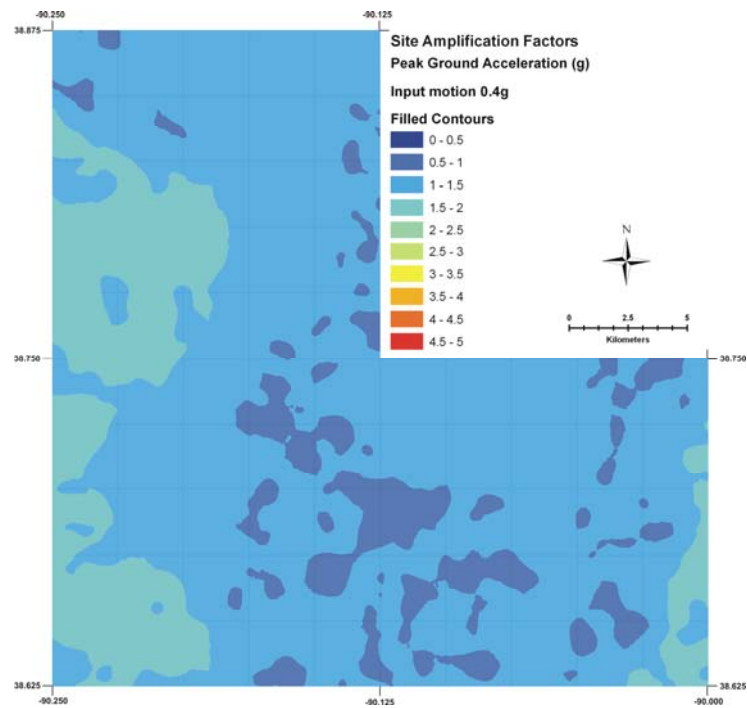 -90.250
-90.125
38.875
Site Amplification Factors
Peak Ground Acceleration (g)
Input motion 0.4g
Filled Contours
0 - 0.5
0.5 - 1
1 - 1.5
1.5 - 2
2 - 2.5
2.5 - 3
3 - 3.5
3.5 - 4
4 - 4.5
4.5 - 5
N
0 2.5 5
Kilometers
38.750
38.750
38.625
38.625
-90.250
-90.125
-90.000